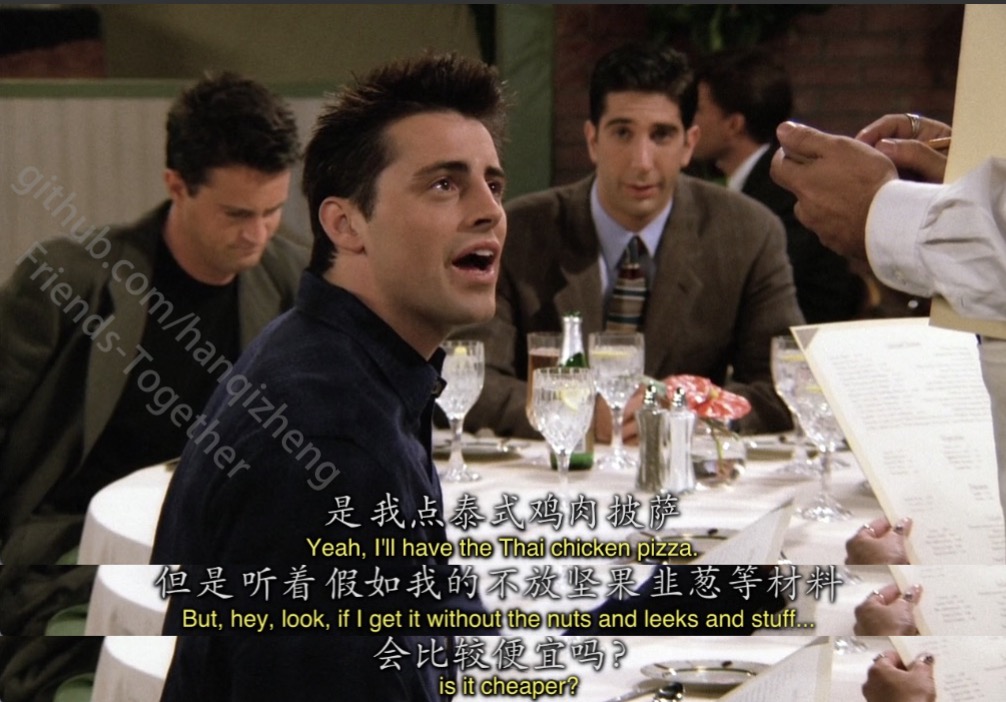 github.com/hanqizheng
Friends-Together
是我点泰式鸡肉披萨
Yeah, I'll have the Thai chicken pizza.
但是听着假如我的不放坚果韭葱等材料
But, hey, look, if I get it without the nuts and leeks and stuff...
会比较便宜吗?
is it cheaper?